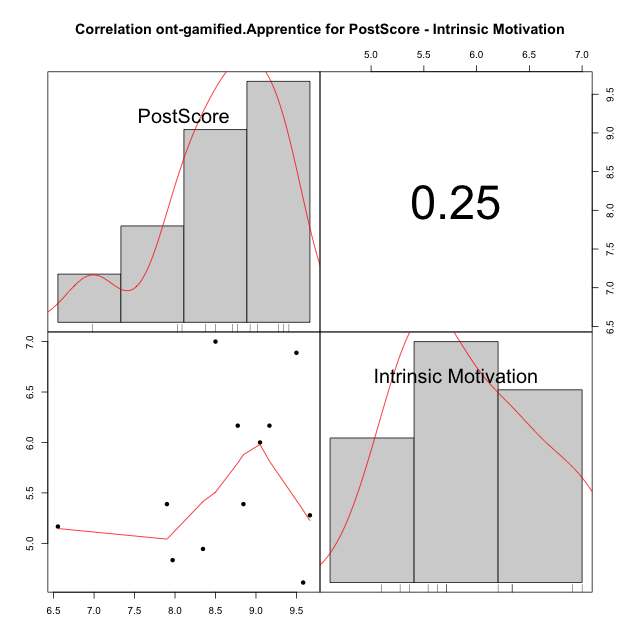 Correlation ont-gamified.Apprentice for PostScore - Intrinsic Motivation
5.0 5.5 6.0 6.5 7.0
PostScore
0.25
9.5
9.0
8.5
8.0
7.5
7.0
6.5
7.0
6.5
6.0
5.5
5.0
Intrinsic Motivation
6.5 7.0 7.5 8.0 8.5 9.0 9.5